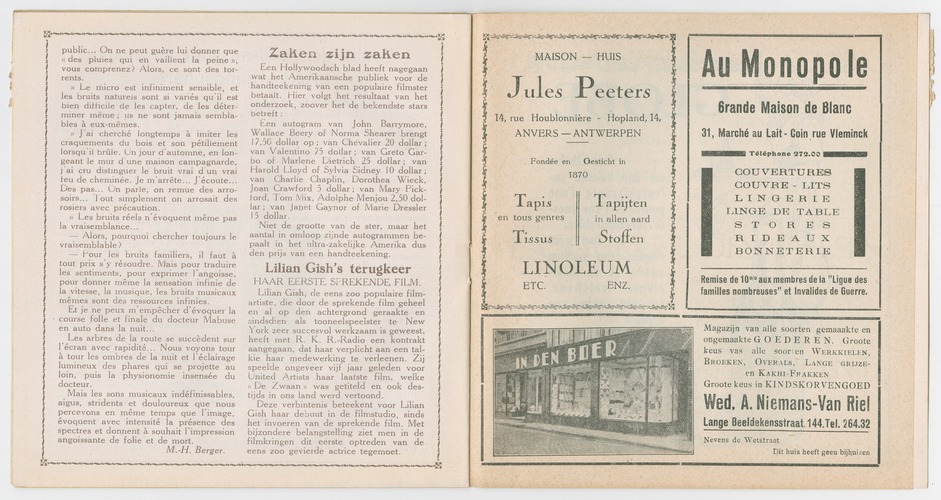 public... On ne peut guère lui donner que
« des pluies qui en vaillent la peine »,
vous comprenez? Alors, ce sont des tor-
rents.
» Le micro est infiniment sensible, et
les bruits naturels sont si variés qu'il est
bien difficile de les capter, de les déter-
miner même ; ils ne sont jamais sembla-
bles à eux-mêmes.
» J'ai cherché longtemps à imiter les
craquements du bois et son pétillement
lorsqu'il brûle. Un jour d'automne, en lon-
geant le mur d'une maison campagnarde,
j'ai cru distinguer le bruit vrai d'un vrai
feu de cheminée. Je m'arrête... J'écoute...
Des pas... On parle, on remue des arro-
soirs... Tout simplement on arrosait des
rosiers avec précaution.
» Les bruits réels n'évoquent même pas
la vraisemblance...
— Alors, pourquoi chercher toujours le
vraisemblable?
— Pour les bruits familiers, il faut à
tout prix s'y résoudre. Mais pour traduire
les sentiments, pour exprimer l'angoisse,
pour donner même la sensation infinie de
la vitesse, la musique, les bruits musicaux
mêmes sont des ressources infinies.
Et je ne peux m'empêcher d'évoquer la
course folle et finale du docteur Mabuse
en auto dans la nuit...
Les arbres de la route se succèdent sur
l'écran avec rapidité... Nous voyons tour
à tour les ombres de la nuit et l'éclairage
lumineux des phares qui se projette au
loin, puis la physionomie insensée du
docteur.
Mais les sons musicaux indéfinissables,
aigus, stridents et douloureux que nous
percevons en même temps que l'image,
évoquent avec intensité la présence des
spectres et donnent à souhait l'impression
angoissante de folie et de mort.
M.-H. Berger.
Zaken zijn zaken
Een Hollywoodsch blad heeft nagegaan
wat het Amerikaansche publiek voor de
handteekening van een populaire filmster
betaalt. Hier volgt het resultaat van het
onderzoek, zoover het de bekendste stars
betreft :
Een autogram van John Barrymore,
Wallace Beery of Norma Shearer brengt
17.50 dollar op ; van Chevalier 20 dollar ;
van Valentino 75 dollar ; van Greta Gar-
bo of Marlene Dietrich 25 dollar ; van
Harold Lloyd of Sylvia Sidney 10 dollar ;
van Charlie Chaplin, Dorothea Wieck,
Joan Crawford 5 dollar ; van Mary Pick-
ford, Tom Mix, Adolphe Menjou 2,50 dol-
lar ; van Janet Gaynor of Marie Dressler
15 dollar.
Niet de grootte van de ster, maar het
aantal in omloop zijnde autogrammen be-
paalt in het ultra-zakelijke Amerika dus
den prijs van een handteekening.
Lilian Gish's terugkeer
HAAR EERSTE SPREKENDE FILM.
Lilian Gish, de eens zoo populaire film-
artiste, die door de sprekende film geheel
en al op den achtergrond geraakte en
sindsdien als tooneelspeelster te New
York zeer succesvol werkzaam is geweest,
heeft met R. K. R.-Radio een kontrakt
aangegaan, dat haar verplicht aan een tal-
kie haar medewerking te verleenen. Zij
speelde ongeveer vijf jaar geleden voor
United Artists haar laatste film, welke
« De Zwaan » was getiteld en ook des-
tijds in ons land werd vertoond.
Deze verbintenis beteekent voor Lilian
Gish haar debuut in de filmstudio, sinds
het invoeren van de sprekende film. Met
bijzondere belangstelling ziet men in de
filmkringen dit eerste optreden van de
eens zoo gevierde actrice tegemoet.
MAISON — HUIS
Jules Peeters
14, rue Houblonnière - Hopland, 14,
ANVERS — ANTWERPEN
Fondée en Gesticht in
1870
Tapis Tapijten
en tous genres in allen aard
Tissus Stoffen
LINOLEUM
ETC. ENZ.
Au Monopole
Grande Maison de Blanc
31, Marché au Lait - Coin rue Vleminck
Téléphone 272.00
COUVERTURES
COUVRE - LITS
LINGERIE
LINGE DE TABLE
STORES
RIDEAUX
BONNETERIE
Remise de 10 % aux membres de la "Ligue des
familles nombreuses" et Invalides de Guerre.
IN DEN BOER
Magazijn van alle soorten gemaakte en
ongemaakte GOEDEREN. Groote
keus van alle soorten WERKKIELEN,
BROEKEN, OVERALS, LANGE GRIJZE-
en KAKHI-FRAKKEN
Groote keus in KINDSKORVENGOED
Wed. A. Niemans-Van Riel
Lange Beeldekensstraat, 144, Tel. 264.32
Nevens de Wetstraat
Dit huis heeft geen bijhuizen